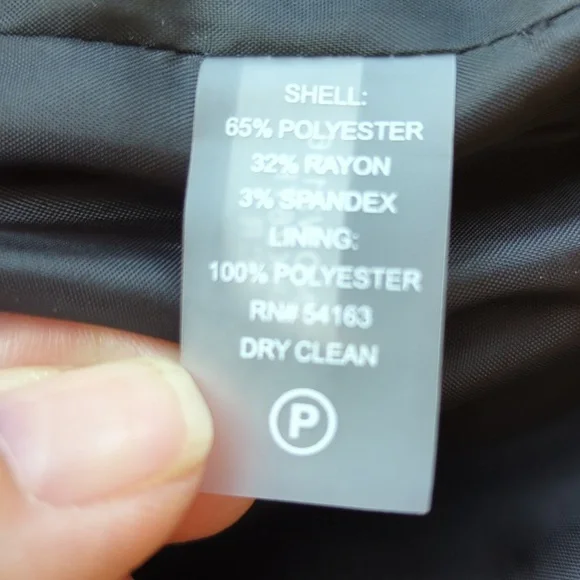 SHELL:
65% POLYESTER
32% RAYON
3% SPANDEX
LINING:
100% POLYESTER
RN# 54163
DRY CLEAN
P